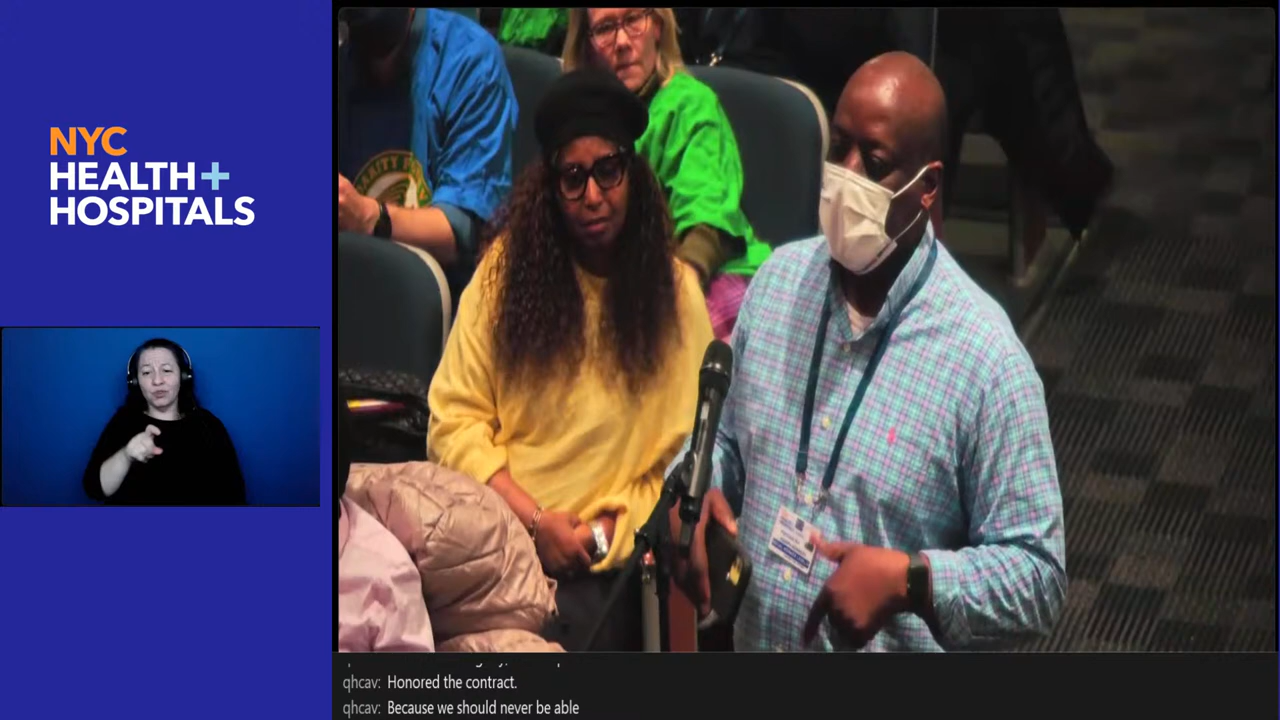 NYC
HEALTH+
HOSPITALS
qhcav: Honored the contract.
qhcav: Because we should never be able